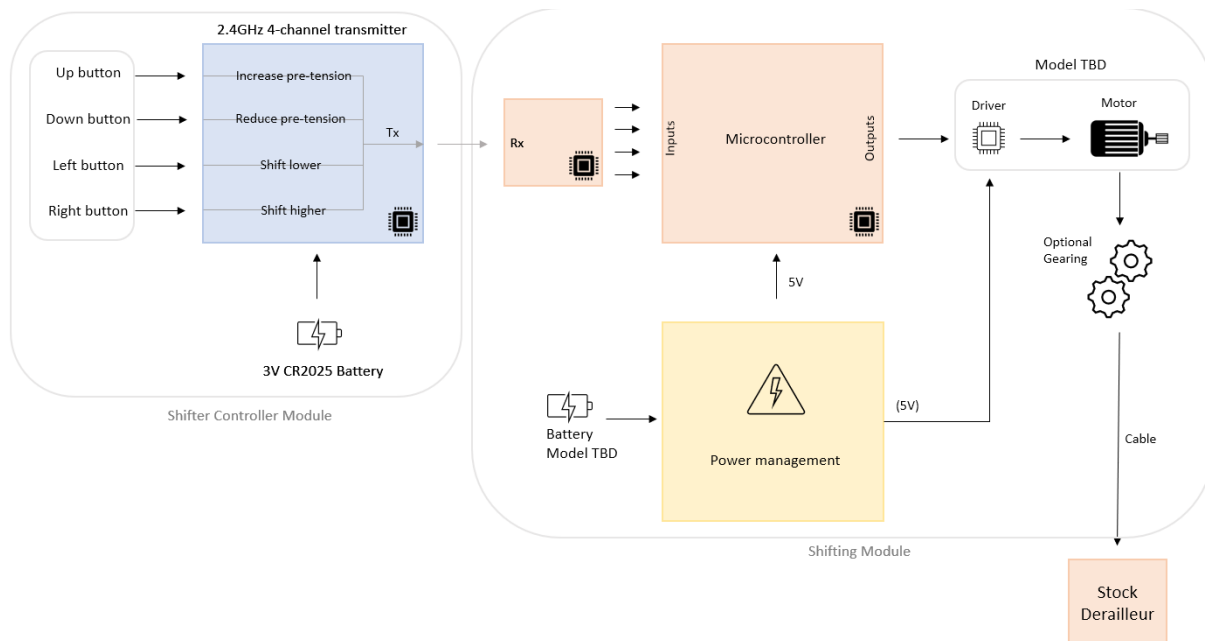 2.4GHz 4-channel transmitter
Up button
Down button
Left button
Right button
Increase pre-tension
Reduce pre-tension
Shift lower
Shift higher
Tx
3V CR2025 Battery
Shifter Controller Module
Rx
Inputs
Microcontroller
Outputs
5V
Battery
Model TBD
Power management
(5V)
Model TBD
Driver
Motor
Optional
Gearing
Cable
Shifting Module
Stock
Derailleur